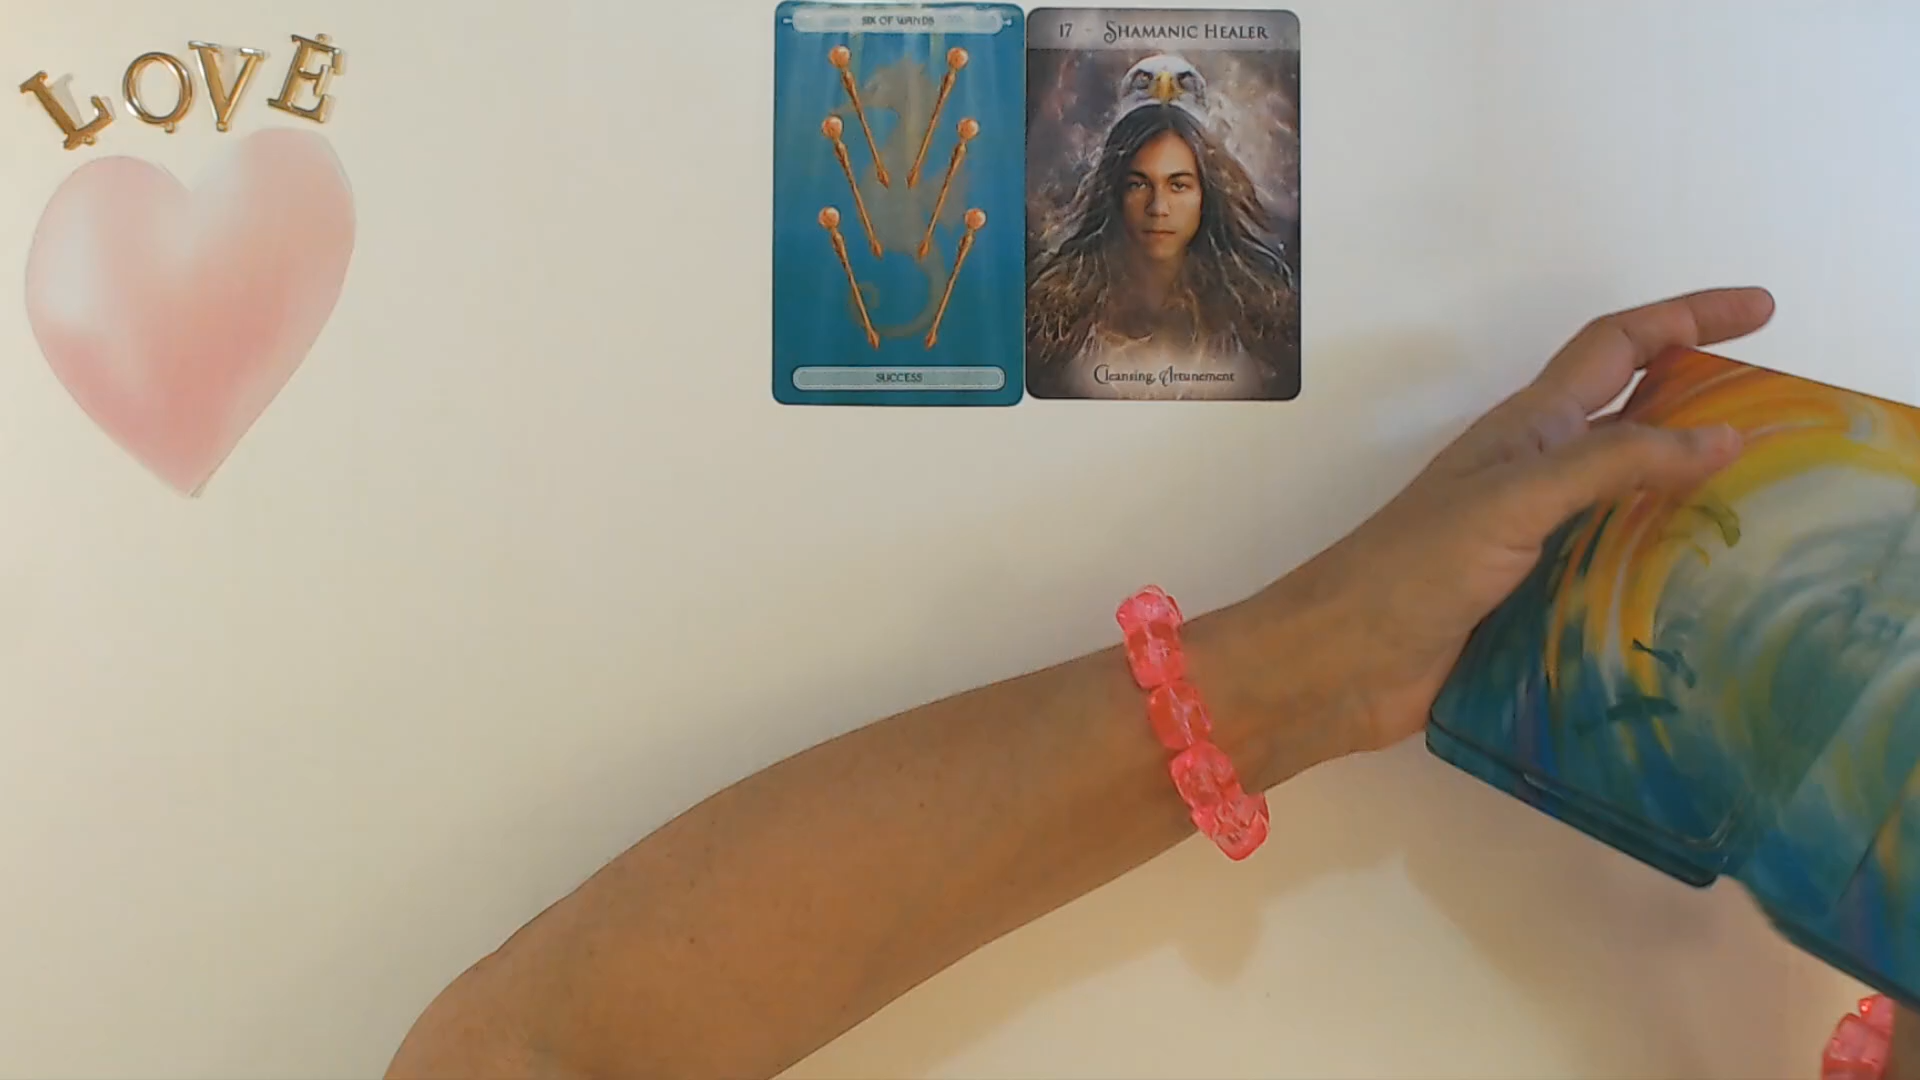 LOVE
SIX OF WANDS
SUCCESS
17 - SHAMANIC HEALER
Cleansing, Attunement